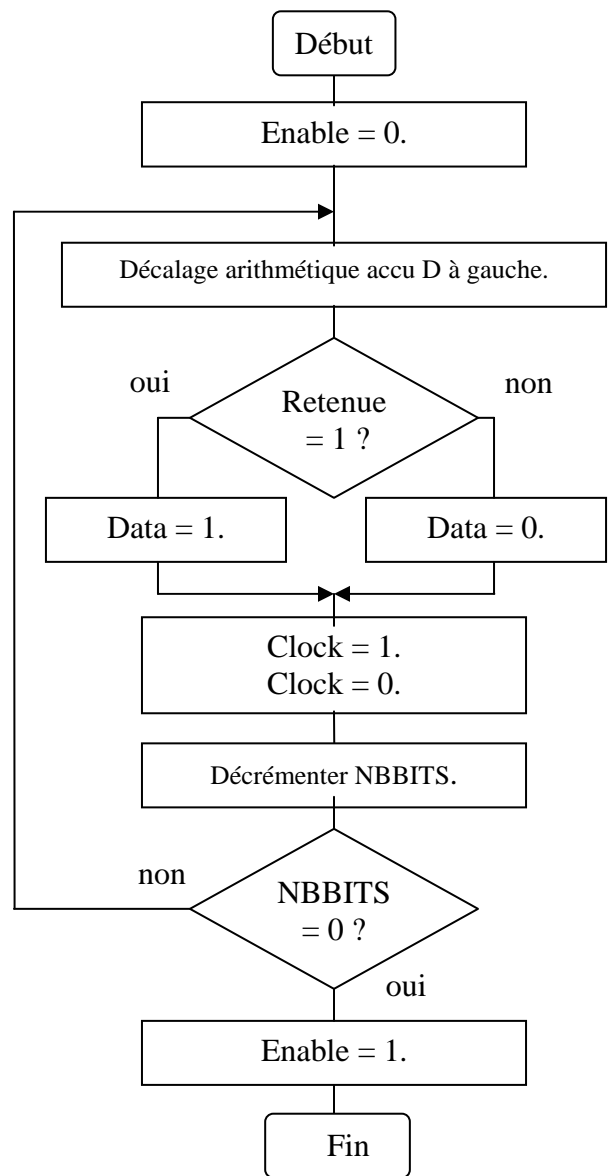 Début
Enable = 0.
Décalage arithmétique accu D à gauche.
oui
non
Retenue
= 1 ?
Data = 1.
Data = 0.
Clock = 1.
Clock = 0.
Décrémenter NBBITS.
non
NBBITS
= 0 ?
oui
Enable = 1.
Fin